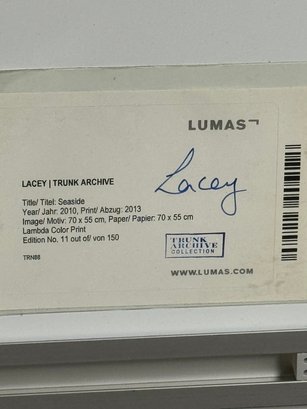 LUMAS
LACEY | TRUNK ARCHIVE
Lacey
Title/ Titel: Seaside
Year/ Jahr: 2010, Print/ Abzug: 2013
Image/ Motiv: 70 x 55 cm, Paper/ Papier: 70 x 55 cm
Lambda Color Print
Edition No. 11 out of/ von 150
TRN86
TRUNK
ARCHIVE
COLLECTION
WWW.LUMAS.COM